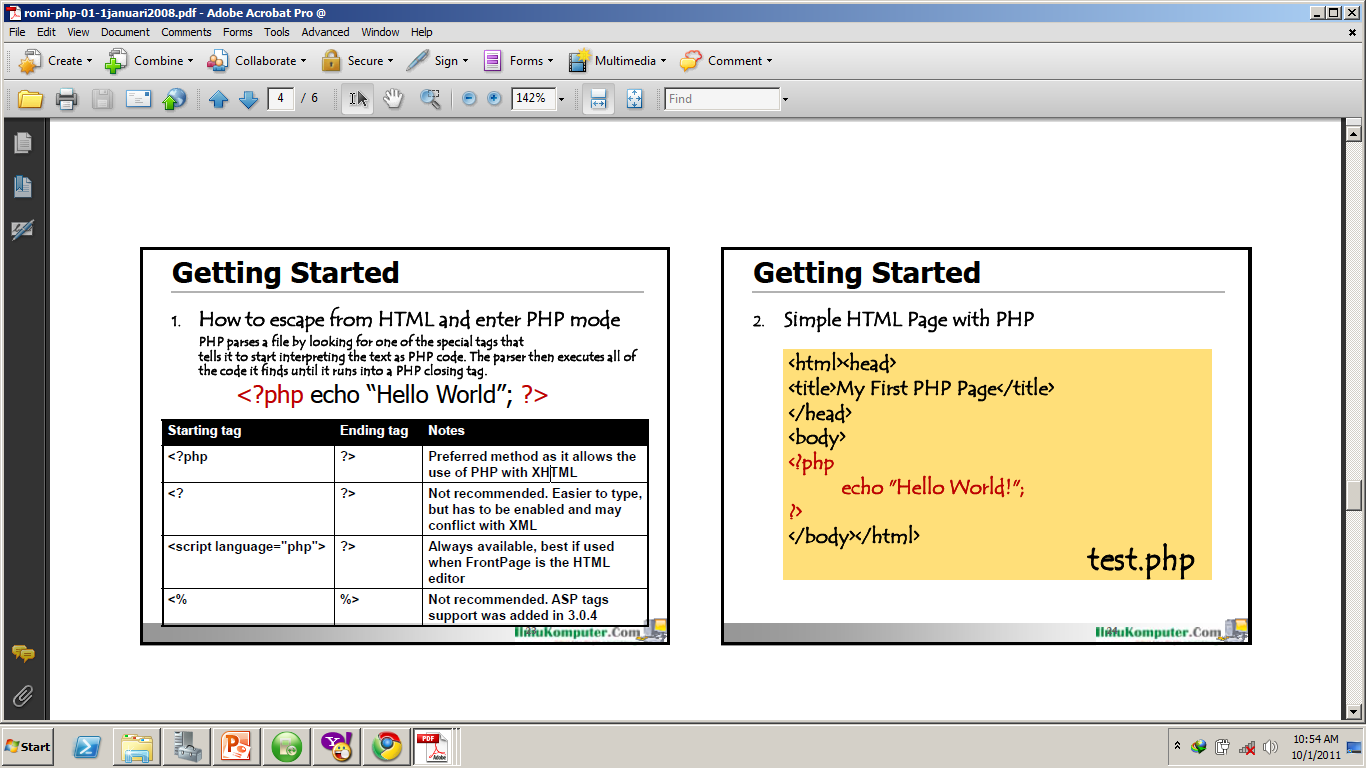 romi-php-01-1januari2008.pdf - Adobe Acrobat Pro @
File Edit View Document Comments Forms Tools Advanced Window Help
Create Combine Collaborate Secure Sign Forms Multimedia Comment
4 / 6 142% Find
Getting Started
1. How to escape from HTML and enter PHP mode
PHP parses a file by looking for one of the special tags that
tells it to start interpreting the text as PHP code. The parser then executes all of
the code it finds until it runs into a PHP closing tag.
<?php echo “Hello World”; ?>
Starting tag Ending tag Notes
<?php ?> Preferred method as it allows the
use of PHP with XHTML
<? ?> Not recommended. Easier to type,
but has to be enabled and may
conflict with XML
<script language="php"> ?> Always available, best if used
when FrontPage is the HTML
editor
<% %> Not recommended. ASP tags
support was added in 3.0.4
IlmuKomputer.Com
Getting Started
2. Simple HTML Page with PHP
<html><head>
<title>My First PHP Page</title>
</head>
<body>
<?php
echo "Hello World!";
?>
</body></html>
test.php
IlmuKomputer.Com
24
Start
PDF
Adobe
10:54 AM
10/1/2011